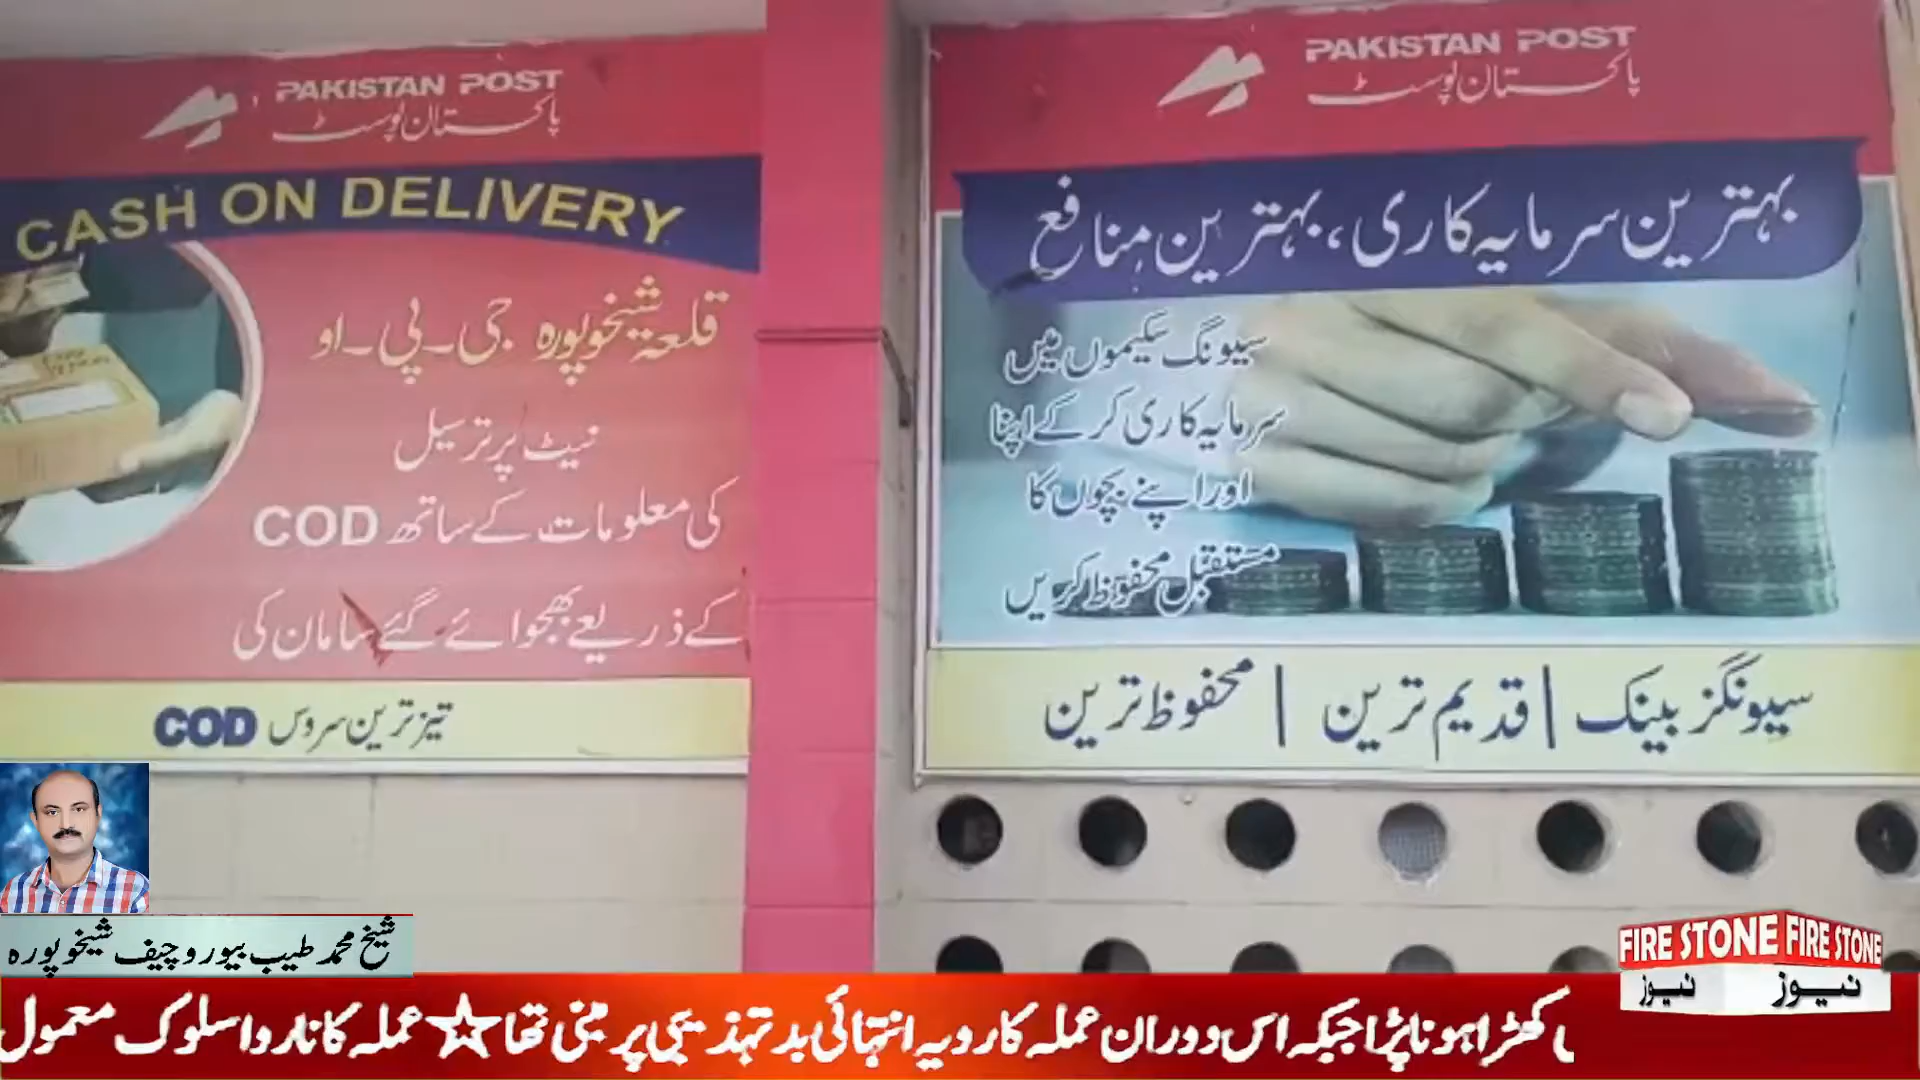 PAKISTAN POST
پاکستان پوسٹ
CASH ON DELIVERY
قلعہ شیخوپورہ جی۔پی۔او
نیٹ پر ترسیل
کی معلومات کے ساتھ COD
کے ذریعے بھجوائے گئے سامان کی
تیز ترین سروس COD
PAKISTAN POST
پاکستان پوسٹ
بہترین سرمایہ کاری، بہترین منافع
سیونگ سکیموں میں
سرمایہ کاری کر کے اپنا
اور اپنے بچوں کا
مستقبل محفوظ کریں
سیونگز بینک | قدیم ترین | محفوظ ترین
شیخ محمد طیب بیورو چیف شیخوپورہ
FIRE STONE FIRE STONE
نیوز نیوز
کھڑا ہونا پڑا جبکہ اس دوران عملہ کا رویہ انتہائی بد تہذیبی پر مبنی تھا ☆ عملہ کا ناروا سلوک معمول